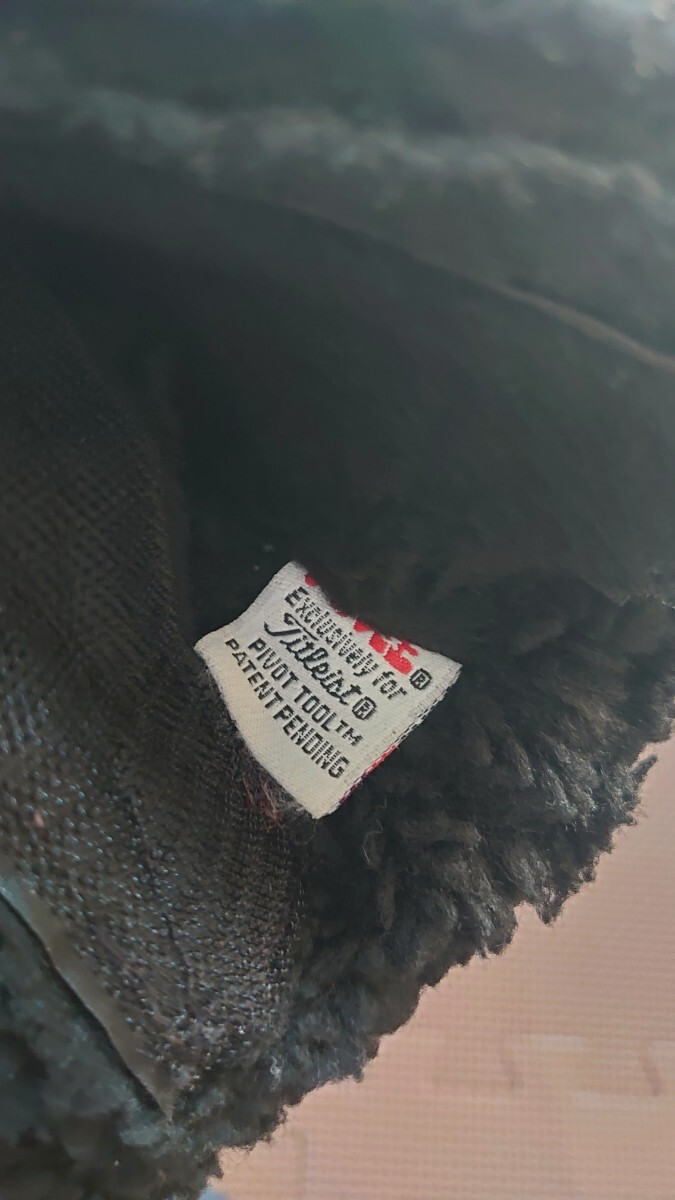 ®
Exclusively for
Titleist®
PIVOT TOOL™
PATENT PENDING